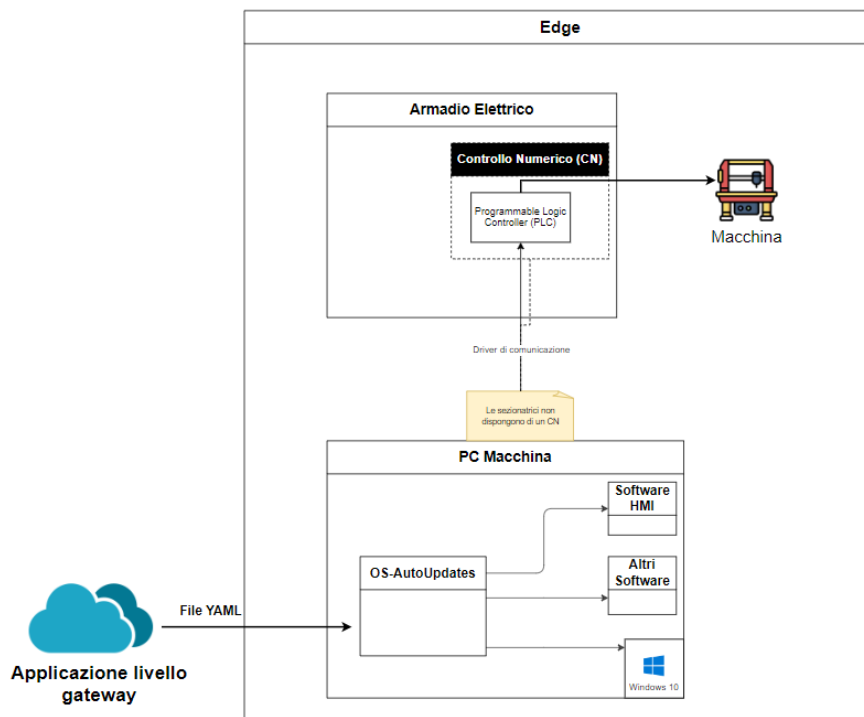 Edge
Armadio Elettrico
Controllo Numerico (CN)
Programmable Logic
Controller (PLC)
Macchina
Driver di comunicazione
Le sezionatrici non
dispongono di un CN
PC Macchina
Software
HMI
OS-AutoUpdates
Altri
Software
File YAML
Windows 10
Applicazione livello
gateway